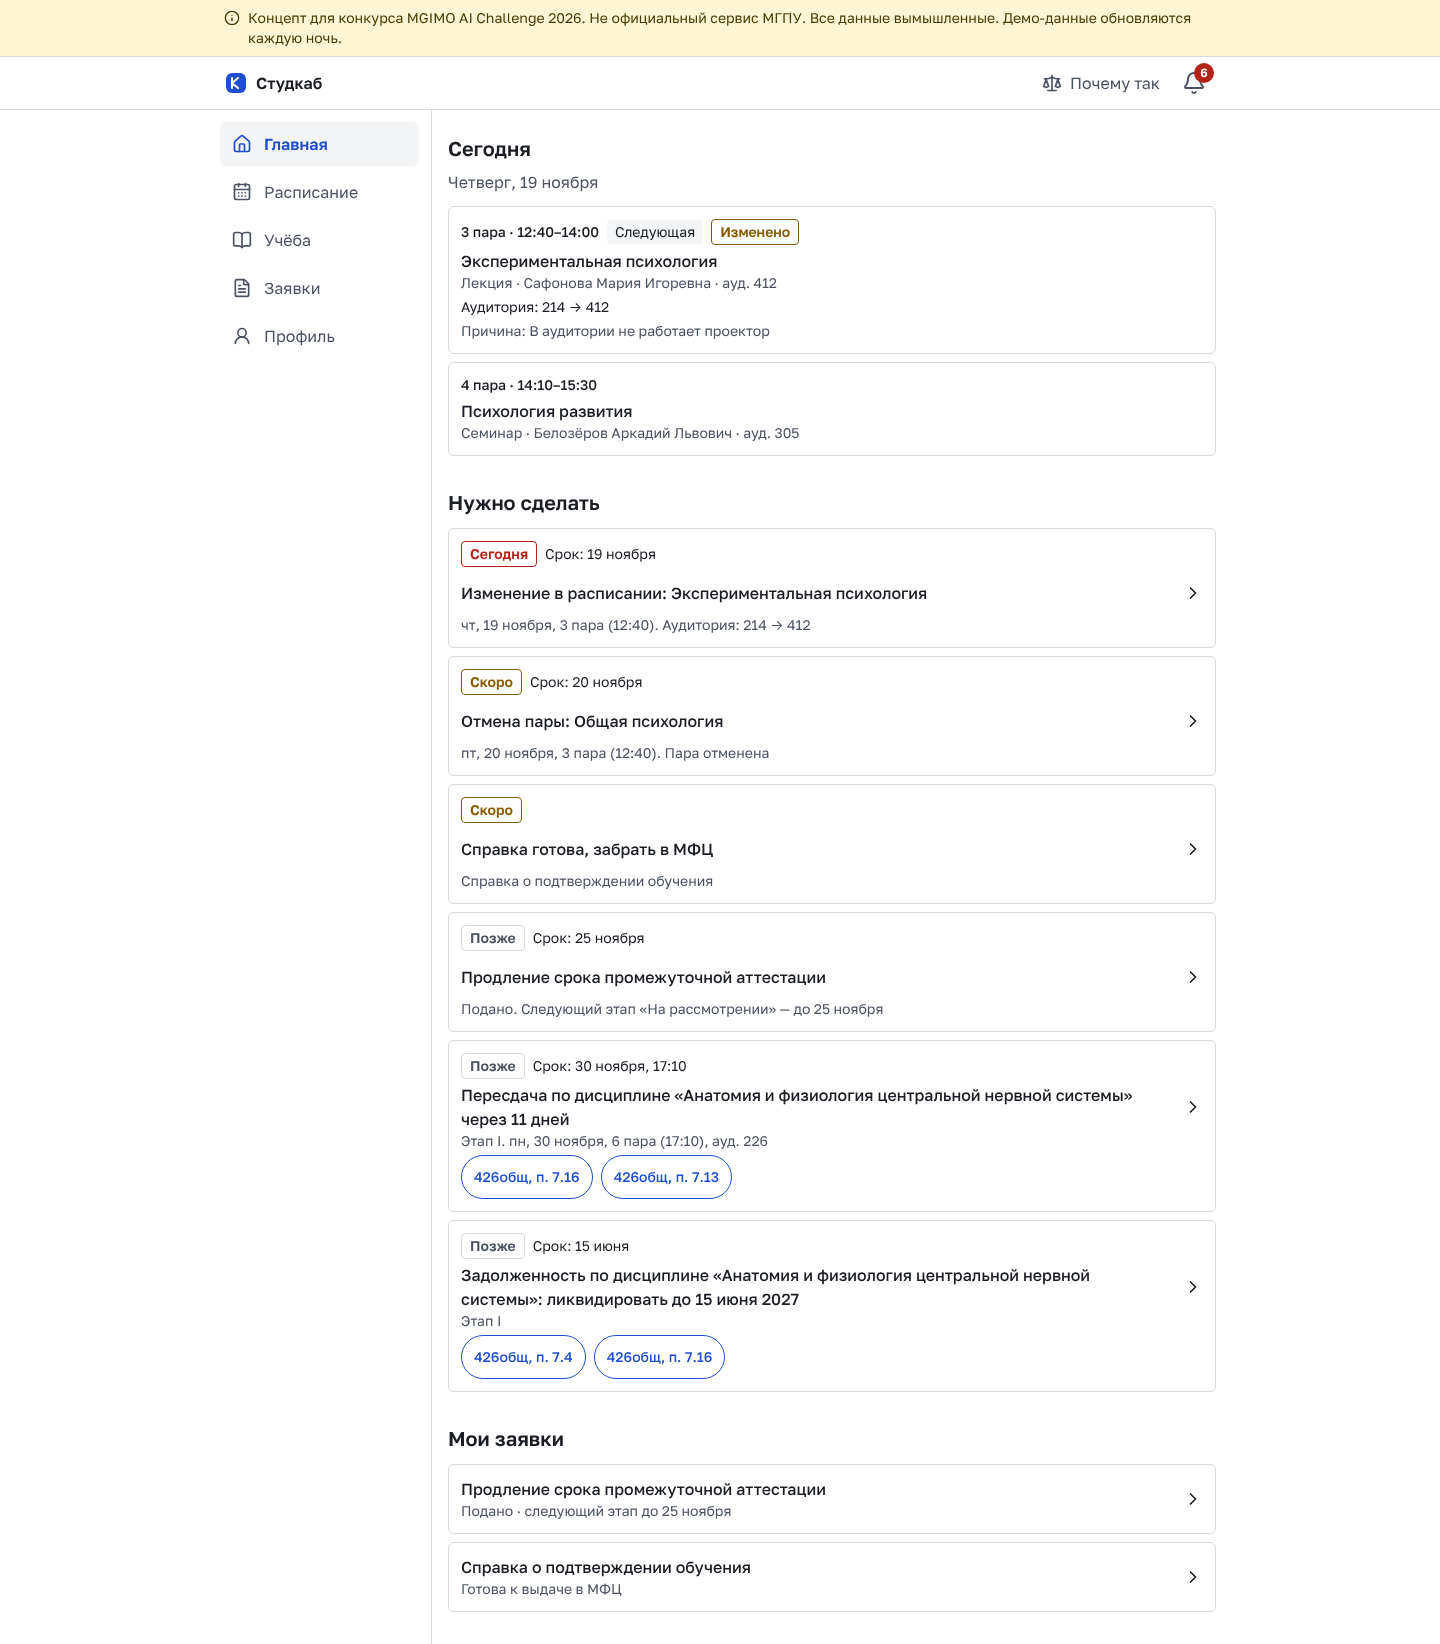 Концепт для конкурса MGIMO AI Challenge 2026. Не официальный сервис МГПУ. Все данные вымышленные. Демо-данные обновляются
каждую ночь.
Студкаб
Почему так
6
Главная
Расписание
Учёба
Заявки
Профиль
Сегодня
Четверг, 19 ноября
3 пара · 12:40–14:00 Следующая Изменено
Экспериментальная психология
Лекция · Сафонова Мария Игоревна · ауд. 412
Аудитория: 214 → 412
Причина: В аудитории не работает проектор
4 пара · 14:10–15:30
Психология развития
Семинар · Белозёров Аркадий Львович · ауд. 305
Нужно сделать
Сегодня Срок: 19 ноября
Изменение в расписании: Экспериментальная психология
чт, 19 ноября, 3 пара (12:40). Аудитория: 214 → 412
Скоро Срок: 20 ноября
Отмена пары: Общая психология
пт, 20 ноября, 3 пара (12:40). Пара отменена
Скоро
Справка готова, забрать в МФЦ
Справка о подтверждении обучения
Позже Срок: 25 ноября
Продление срока промежуточной аттестации
Подано. Следующий этап «На рассмотрении» — до 25 ноября
Позже Срок: 30 ноября, 17:10
Пересдача по дисциплине «Анатомия и физиология центральной нервной системы»
через 11 дней
Этап I. пн, 30 ноября, 6 пара (17:10), ауд. 226
426общ, п. 7.16 426общ, п. 7.13
Позже Срок: 15 июня
Задолженность по дисциплине «Анатомия и физиология центральной нервной
системы»: ликвидировать до 15 июня 2027
Этап I
426общ, п. 7.4 426общ, п. 7.16
Мои заявки
Продление срока промежуточной аттестации
Подано · следующий этап до 25 ноября
Справка о подтверждении обучения
Готова к выдаче в МФЦ